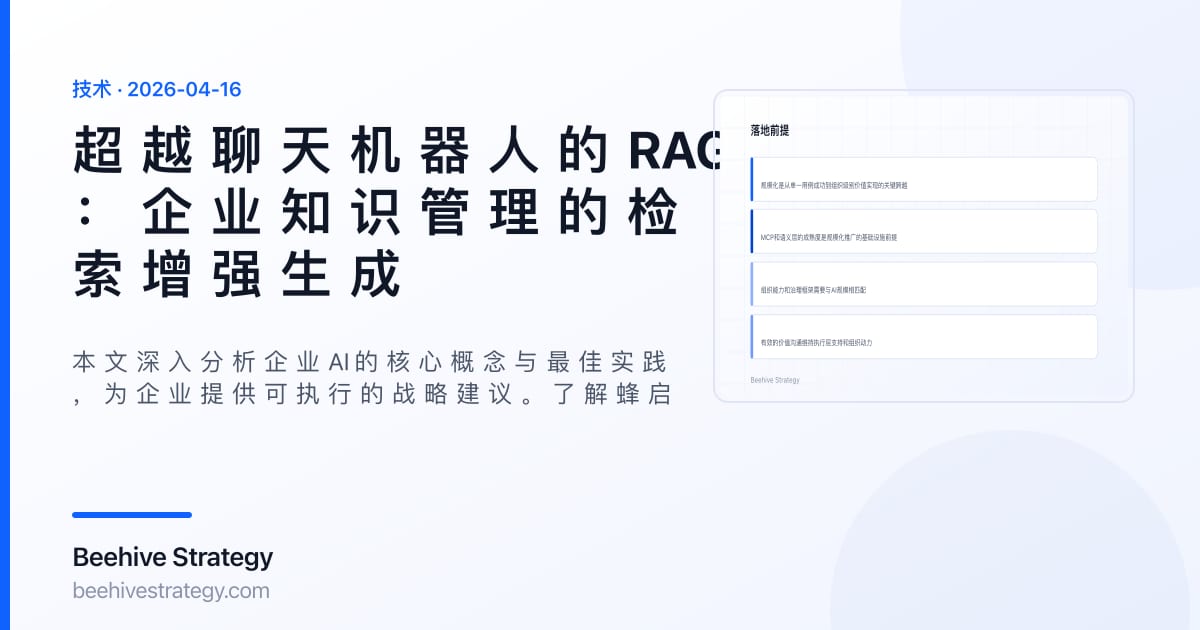 技术 · 2026-04-16
超越聊天机器人的RAG
：企业知识管理的检
索增强生成
本文深入分析企业AI的核心概念与最佳实践
，为企业提供可执行的战略建议。了解蜂启
Beehive Strategy
beehivestrategy.com
落地前提
规模化是从单一用例成功到组织级别价值实现的关键跨越
MCP和语义层的成熟度是规模化推广的基础设施前提
组织能力和治理框架需要与AI规模相匹配
有效的价值沟通维持执行层支持和组织动力
Beehive Strategy